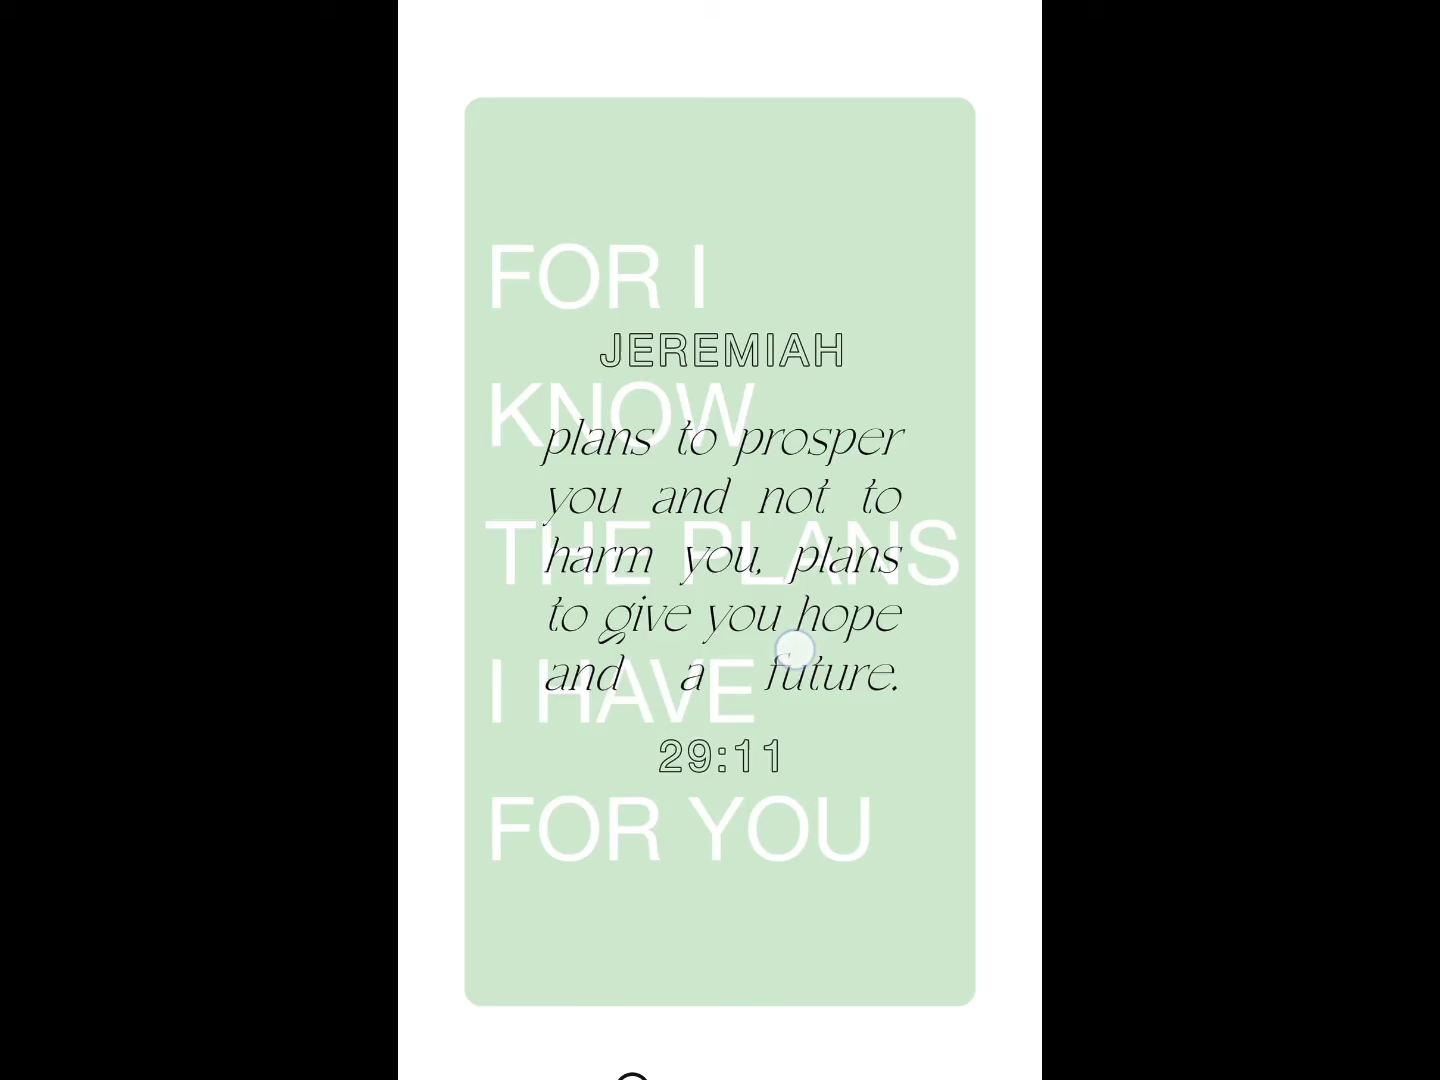 FOR I
JEREMIAH
KNOW
plans to prosper
you and not to
THE PLANS
harm you, plans
to give you hope
I HAVE
and a future.
29:11
FOR YOU